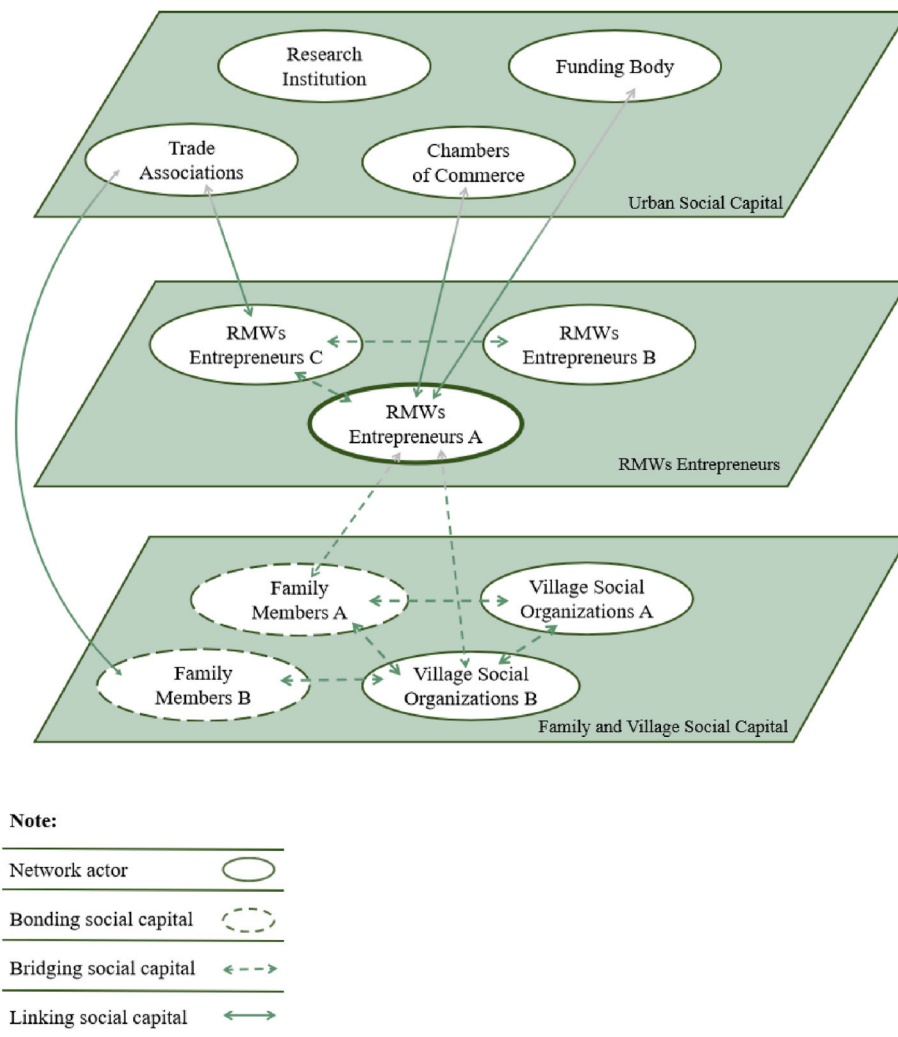 Research
Institution
Funding Body
Trade
Associations
Chambers
of Commerce
Urban Social Capital
RMWs
Entrepreneurs C
RMWs
Entrepreneurs B
RMWs
Entrepreneurs A
RMWs Entrepreneurs
Family
Members A
Village Social
Organizations A
Family
Members B
Village Social
Organizations B
Family and Village Social Capital
Note:
Network actor
Bonding social capital
Bridging social capital
Linking social capital